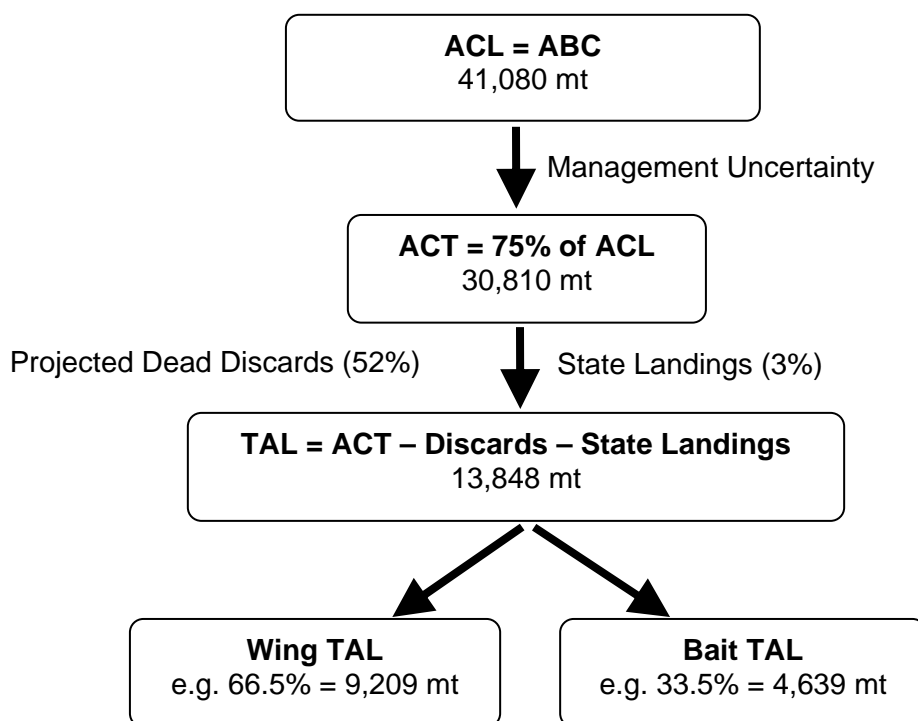 ACL = ABC
41,080 mt
Management Uncertainty
ACT = 75% of ACL
30,810 mt
Projected Dead Discards (52%)
State Landings (3%)
TAL = ACT – Discards – State Landings
13,848 mt
Wing TAL
e.g. 66.5% = 9,209 mt
Bait TAL
e.g. 33.5% = 4,639 mt